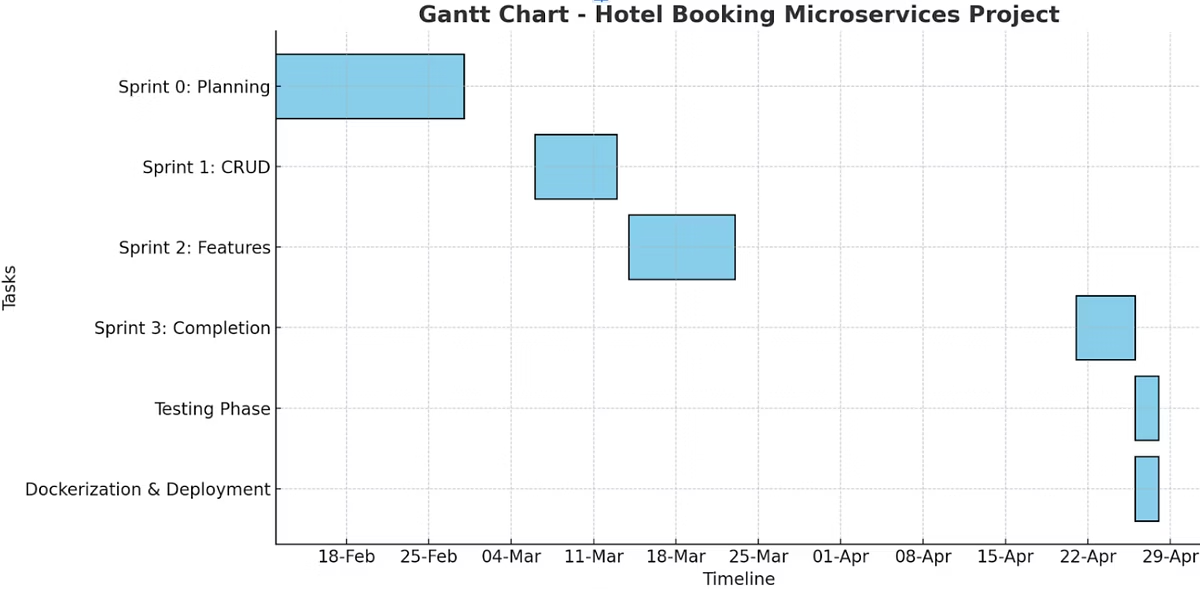 Gantt Chart - Hotel Booking Microservices Project
Sprint 0: Planning
Sprint 1: CRUD
Sprint 2: Features
Sprint 3: Completion
Testing Phase
Dockerization & Deployment
Tasks
18-Feb 25-Feb 04-Mar 11-Mar 18-Mar 25-Mar 01-Apr 08-Apr 15-Apr 22-Apr 29-Apr
Timeline